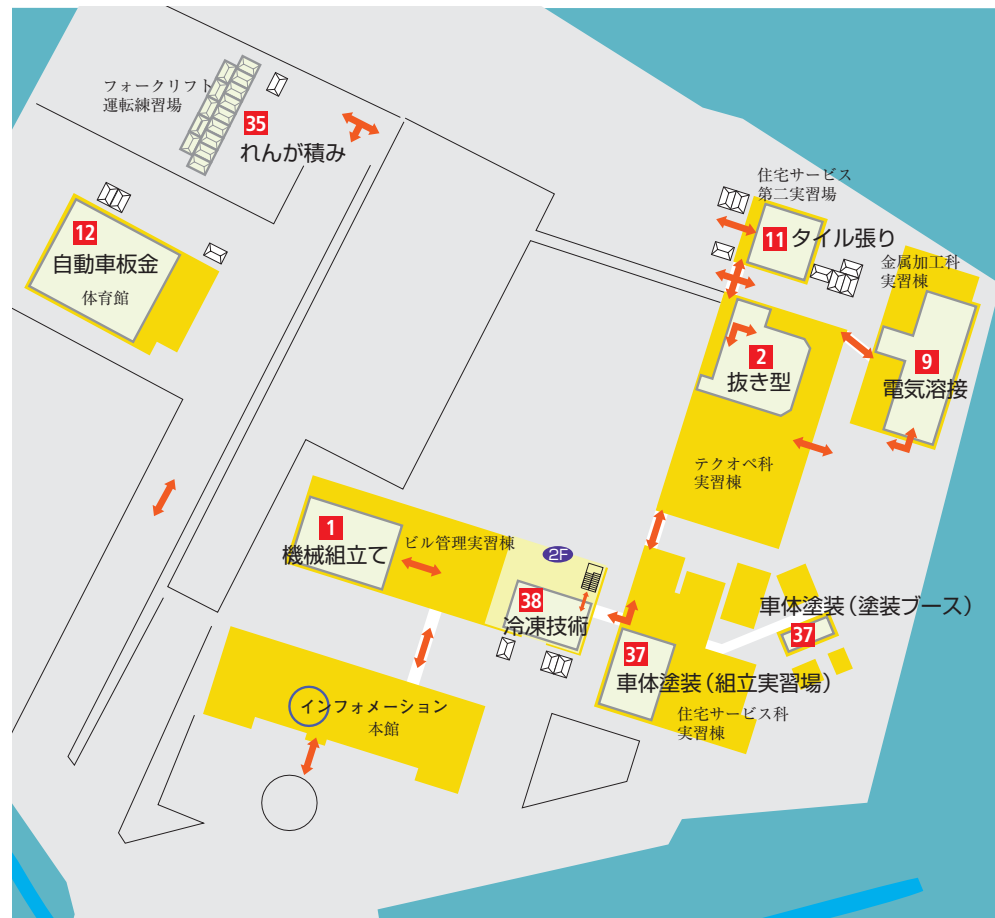 フォークリフト
運転練習場
35
れんが積み
12
自動車板金
体育館
住宅サービス
第二実習場
11 タイル張り
金属加工科
実習棟
2
抜き型
9
電気溶接
テクオペ科
実習棟
1
機械組立て
ビル管理実習棟
2F
38
冷凍技術
車体塗装（塗装ブース）
37
37
車体塗装（組立実習場）
住宅サービス科
実習棟
インフォメーション
本館